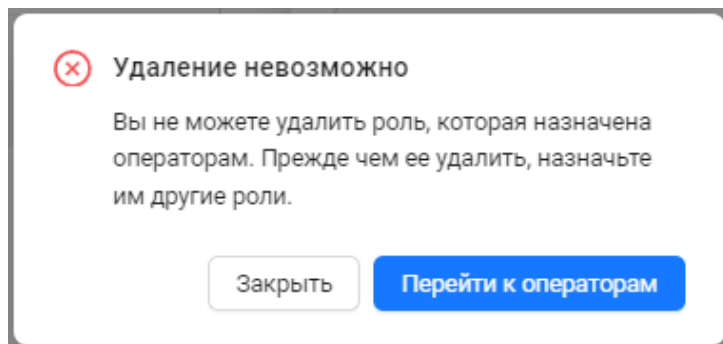 Удаление невозможно
Вы не можете удалить роль, которая назначена
операторам. Прежде чем ее удалить, назначьте
им другие роли.
Закрыть
Перейти к операторам